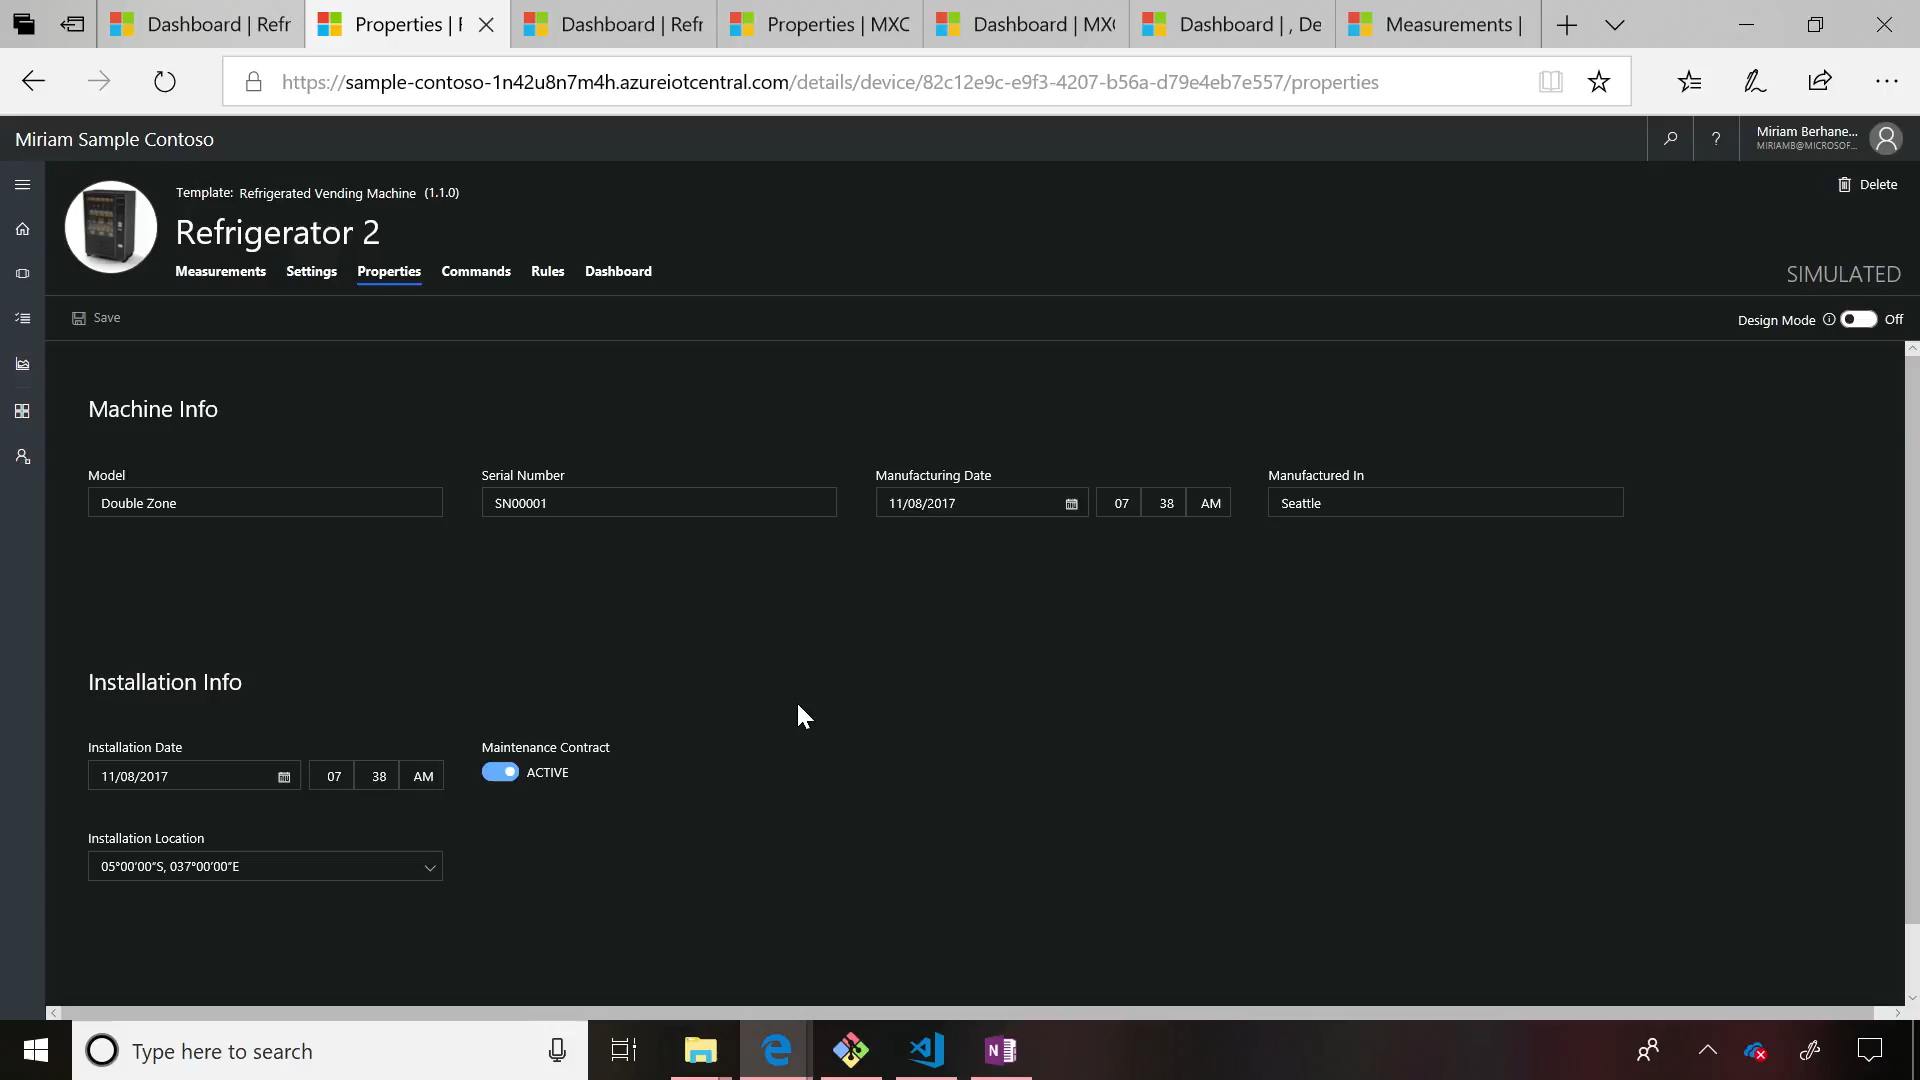 Dashboard | Refr
Properties | F
Dashboard | Refr
Properties | MXC
Dashboard | MXC
Dashboard | , De
Measurements |
https://sample-contoso-1n42u8n7m4h.azureiotcentral.com/details/device/82c12e9c-e9f3-4207-b56a-d79e4eb7e557/properties
Miriam Sample Contoso
?
Miriam Berhane...
MIRIAMB@MICROSOF...
Template: Refrigerated Vending Machine (1.1.0)
Delete
Refrigerator 2
Measurements Settings Properties Commands Rules Dashboard
SIMULATED
Save
Design Mode Off
Machine Info
Model
Serial Number
Manufacturing Date
Manufactured In
Double Zone
SN00001
11/08/2017 07 38 AM
Seattle
Installation Info
Installation Date
Maintenance Contract
11/08/2017 07 38 AM
ACTIVE
Installation Location
05°00'00"S, 037°00'00"E
Type here to search
N